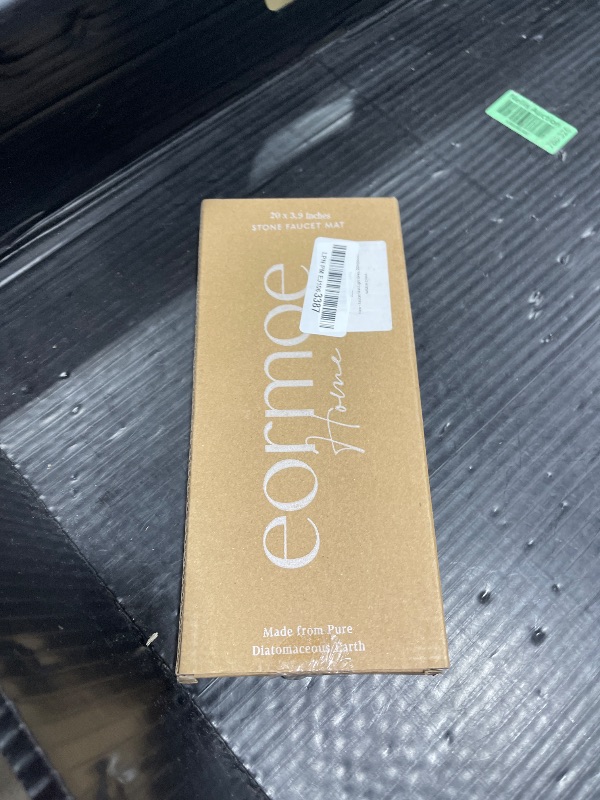 20 x 3.9 Inches
STONE FAUCET MAT
eormoe
Home
Made from Pure
Diatomaceous Earth